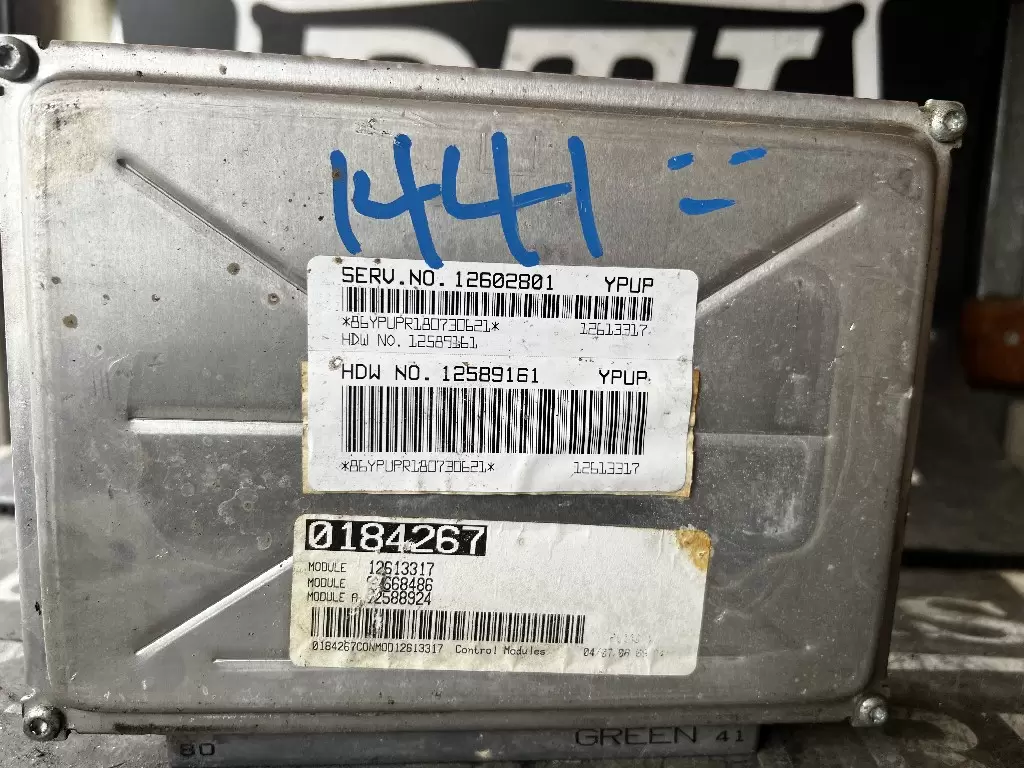 1441
SERV.NO. 12602801 YPUP
*86YPUPR180730621* 12613317
HDW NO. 12589161
HDW NO. 12589161 YPUP
*86YPUPR180730621* 12613317
0184267
MODULE 12613317
MODULE
MODULE A
0184267CONMOD12613317 Control Modules
80 GREEN 41